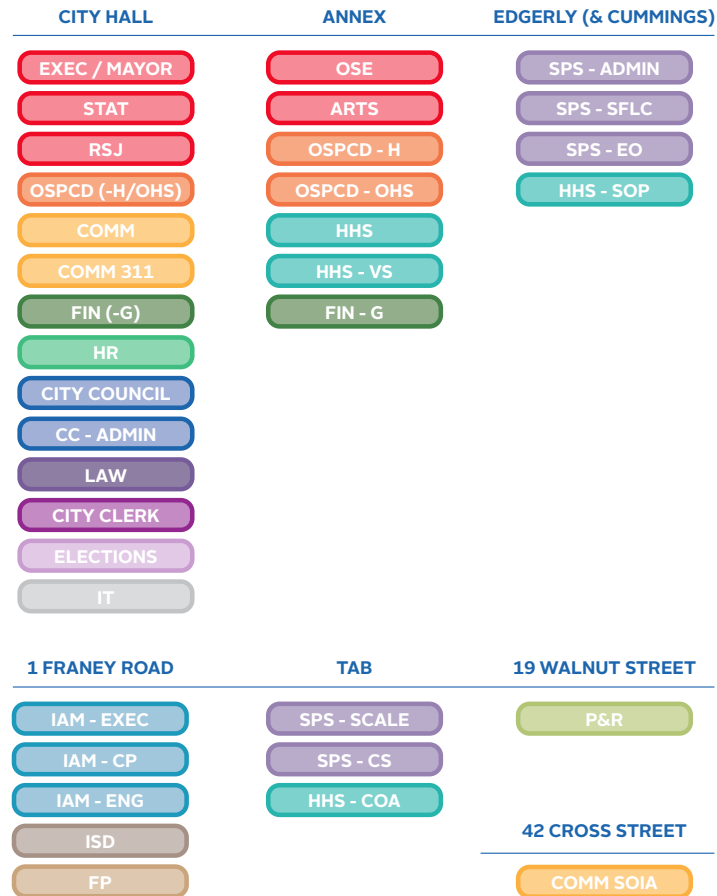 CITY HALL
EXEC / MAYOR
STAT
RSJ
OSPCD (-H/OHS)
COMM
COMM 311
FIN (-G)
HR
CITY COUNCIL
CC - ADMIN
LAW
CITY CLERK
ELECTIONS
IT
ANNEX
OSE
ARTS
OSPCD - H
OSPCD - OHS
HHS
HHS - VS
FIN - G
EDGERLY (& CUMMINGS)
SPS - ADMIN
SPS - SFLC
SPS - EO
HHS - SOP
1 FRANEY ROAD
IAM - EXEC
IAM - CP
IAM - ENG
ISD
FP
TAB
SPS - SCALE
SPS - CS
HHS - COA
19 WALNUT STREET
P&R
42 CROSS STREET
COMM SOIA